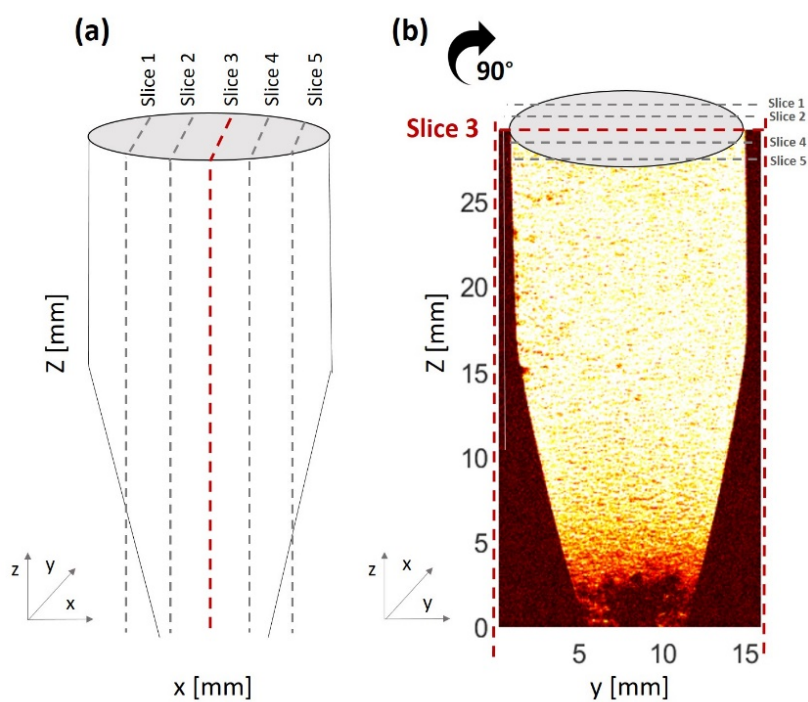 (a)
Slice 1
Slice 2
Slice 3
Slice 4
Slice 5
Z [mm]
z
y
x
x [mm]
(b)
90°
Slice 1
Slice 2
Slice 3
Slice 4
Slice 5
25
20
15
10
5
0
Z [mm]
z
x
y
5
10
15
y [mm]